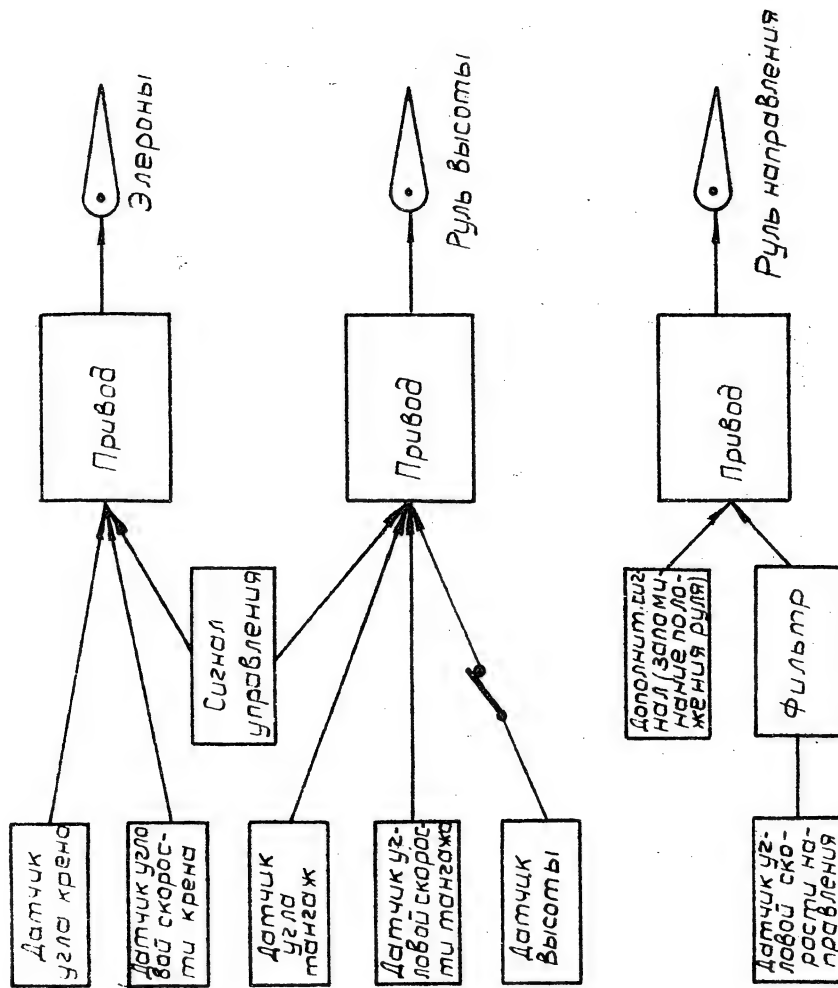 Датчик
угла крена
Датчик угло
вой скорос-
ти крена
Сигнал
управления
Привод
Элероны
Датчик
угла
тангаж
Датчик уг-
ловой скорос-
ти тангажа
Датчик
высоты
Привод
Руль высоты
Дополнит.сиг-
нал (запоми-
нание поло-
жения руля)
Датчик уг-
ловой ско-
рости на-
правления
Фильтр
Привод
Руль направления